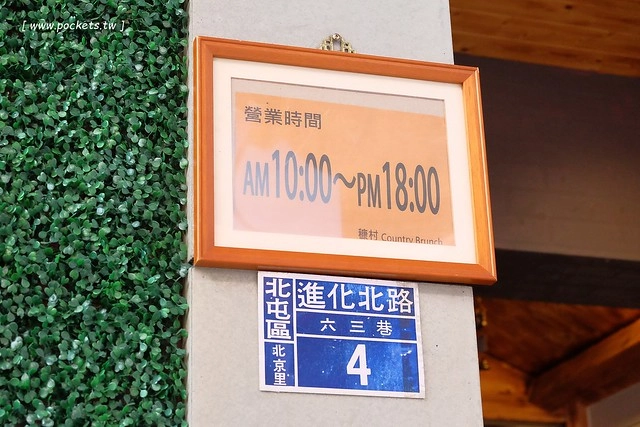 [ www.pockets.tw ]
營業時間
AM10:00～PM18:00
穗村 Country Brunch
北屯區
北京里
進化北路
六三巷
4